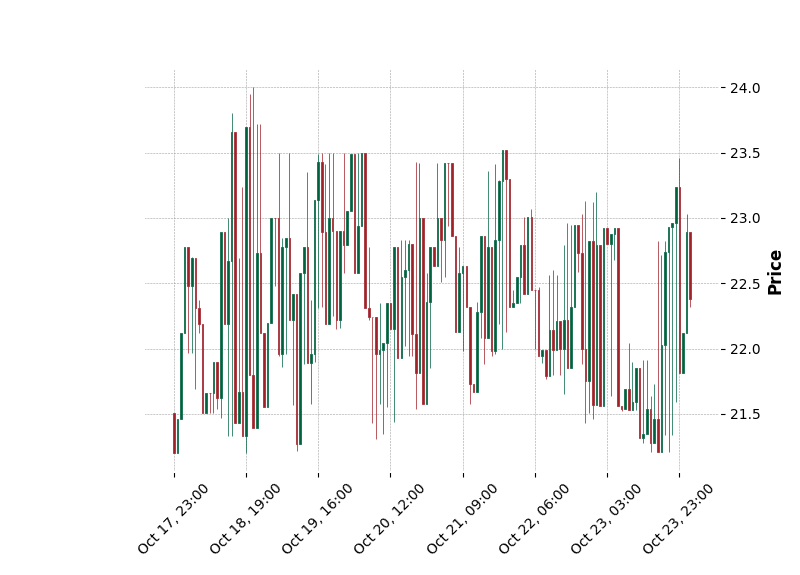 24.0
23.5
23.0
22.5
22.0
21.5
Price
Oct 17, 23:00
Oct 18, 19:00
Oct 19, 16:00
Oct 20, 12:00
Oct 21, 09:00
Oct 22, 06:00
Oct 23, 03:00
Oct 23, 23:00